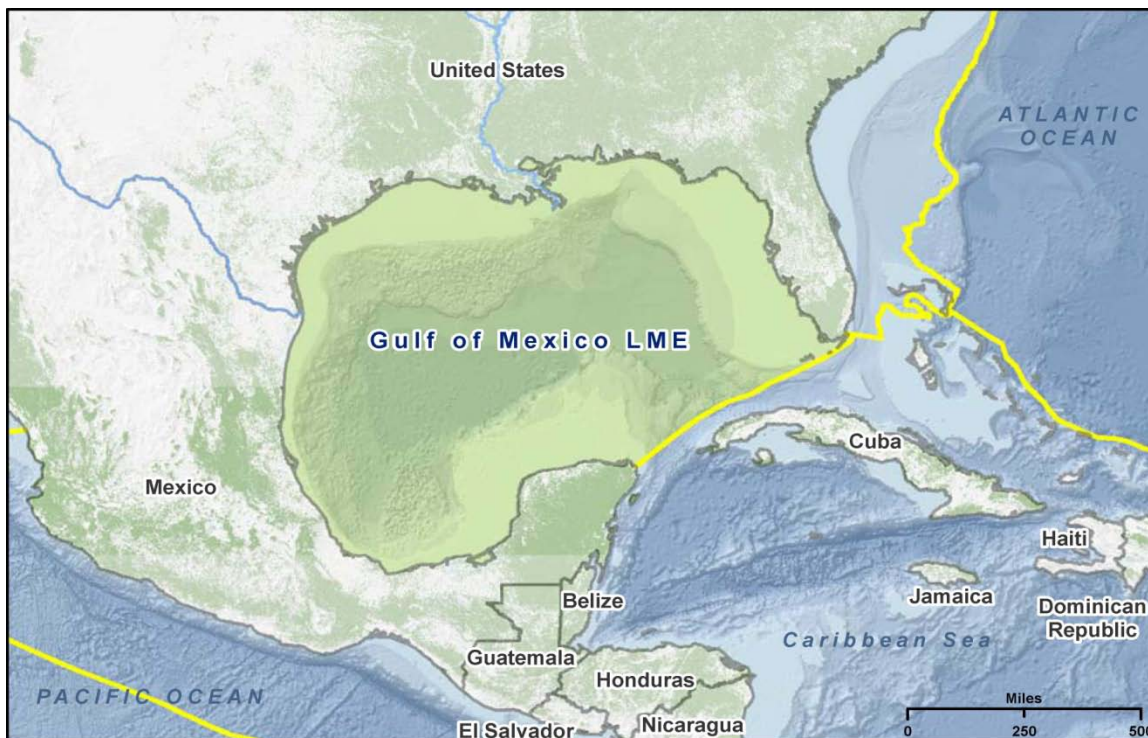 United States
ATLANTIC
OCEAN
Gulf of Mexico LME
Cuba
Mexico
Haiti
Belize
Jamaica
Dominican
Republic
Caribbean Sea
Guatemala
Honduras
PACIFIC OCEAN
Miles
El Salvador
Nicaragua
0 250 500